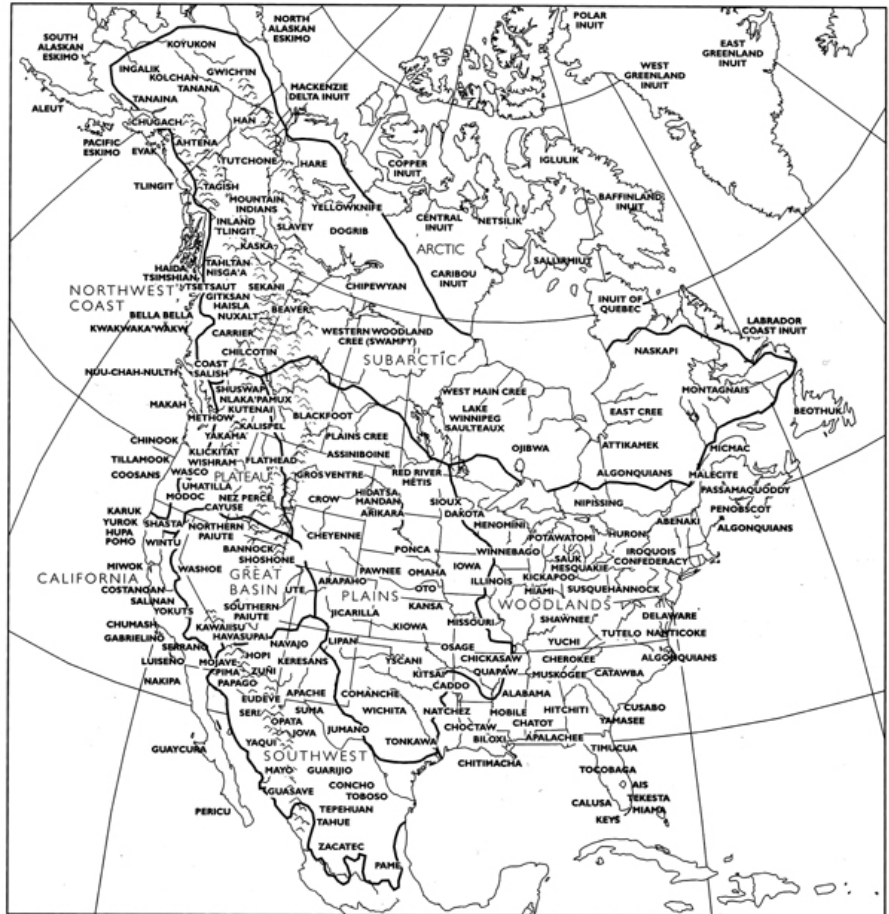 NORTH
ALASKAN
ESKIMO
POLAR
INUIT
SOUTH
ALASKAN
ESKIMO
KOYUKON
EAST
GREENLAND
INUIT
WEST
GREENLAND
INUIT
INGALIK
KOLCHAN
GWICH'IN
TANANA
TANAINA
MACKENZIE
DELTA INUIT
ALEUT
CHUGACH
HAN
PACIFIC
ESKIMO
EYAK
AHTENA
TUTCHONE
HARE
COPPER
INUIT
IGLULIK
TLINGIT
TAGISH
MOUNTAIN
INDIANS
YELLOWKNIFE
BAFFINLAND
INUIT
INLAND
TLINGIT
SLAVEY
DOGRIB
CENTRAL
INUIT
NETSILIK
KASKA
ARCTIC
SALLIRMIUT
HAIDA
TSIMSHIAN
TAHLTAN
NISGA'A
CARIBOU
INUIT
NORTHWEST
COAST
TSETSAUT
SEKANI
CHIPEWYAN
GITKSAN
HAISLA
INUIT OF
QUEBEC
BELLA BELLA
NUXALT
BEAVER
LABRADOR
COAST INUIT
KWAKWAKA'WAKW
CARRIER
WESTERN WOODLAND
CREE (SWAMPY)
CHILCOTIN
SUBARCTIC
NASKAPI
NUU-CHAH-NULTH
COAST
SALISH
SHUSWAP
NLAKA'PAMUX
KUTENAI
WEST MAIN CREE
MONTAGNAIS
MAKAH
METHOW
BLACKFOOT
LAKE
WINNIPEG
SAULTEAUX
EAST CREE
BEOTHUK
CHINOOK
YAKAMA
KALISPEL
PLAINS CREE
ATTIKAMEK
MICMAC
TILLAMOOK
KLICKITAT
WISHRAM
FLATHEAD
ASSINIBOINE
OJIBWA
COOSANS
WASCO
PLATEAU
GROS VENTRE
RED RIVER
METIS
ALGONQUIANS
MALECITE
UMATILLA
MODOC
NEZ PERCE
CAYUSE
CROW
HIDATSA
MANDAN
ARIKARA
SIOUX
DAKOTA
NIPISSING
PASSAMAQUODDY
PENOBSCOT
ALGONQUIANS
KARUK
YUROK
HUPA
POMO
SHASTA
WINTU
NORTHERN
PAIUTE
CHEYENNE
MENOMINI
POTAWATOMI
HURON
ABENAKI
BANNOCK
SHOSHONE
PONCA
WINNEBAGO
SAUK
MESQUAKIE
IROQUOIS
CONFEDERACY
MIWOK
WASHOE
GREAT
BASIN
PAWNEE
OMAHA
IOWA
ILLINOIS
KICKAPOO
CALIFORNIA
COSTANOAN
SALINAN
YOKUTS
UTE
ARAPAHO
PLAINS
OTO
MIAMI
SUSQUEHANNOCK
WOODLANDS
SOUTHERN
PAIUTE
JICARILLA
KANSA
SHAWNEE
DELAWARE
CHUMASH
GABRIELINO
KAWAIISU
HAVASUPAI
KIOWA
MISSOURI
YUCHI
TUTELO
NANTICOKE
SERRANO
NAVAJO
LIPAN
OSAGE
LUISENO
MOJAVE
HOPI
KERESANS
YSCANI
CHICKASAW
CHEROKEE
ALGONQUIANS
NAKIPA
PIMA
ZUÑI
PAPAGO
KITSAI
QUAPAW
MUSKOGEE
CATAWBA
EUDEVE
APACHE
COMANCHE
CADDO
ALABAMA
SERI
SUMA
WICHITA
NATCHEZ
MOBILE
HITCHITI
CUSABO
OPATA
JOVA
JUMANO
CHOCTAW
CHATOT
YAMASEE
GUAYCURA
YAQUI
TONKAWA
BILOXI
APALACHEE
SOUTHWEST
CHITIMACHA
TIMUCUA
MAYO
GUARIJIO
TOCOBAGA
GUASAVE
CONCHO
TOBOSO
AIS
PERICU
TEPEHUAN
TAHUE
CALUSA
TEKESTA
MIAMA
KEYS
ZACATEC
PAME